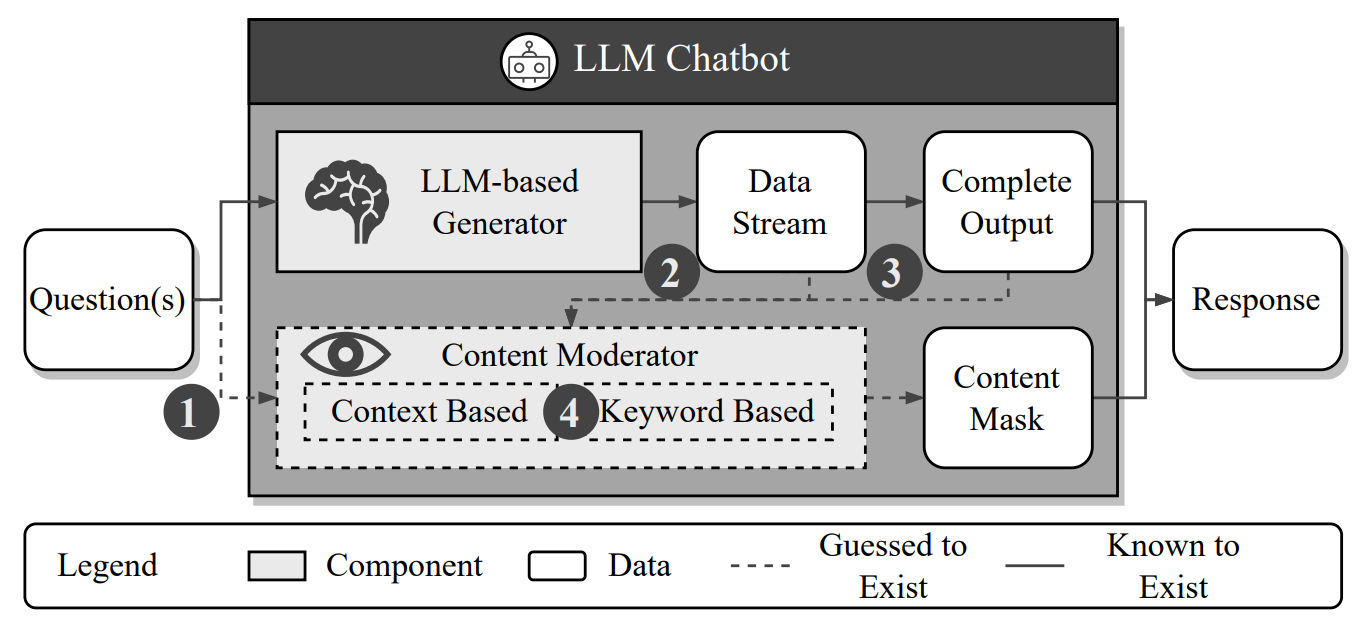 LLM Chatbot
LLM-based
Generator
Data
Stream
Complete
Output
Question(s)
2
3
Response
Content Moderator
Context Based
4
Keyword Based
Content
Mask
1
Legend
Component
Data
Guessed to
Exist
Known to
Exist